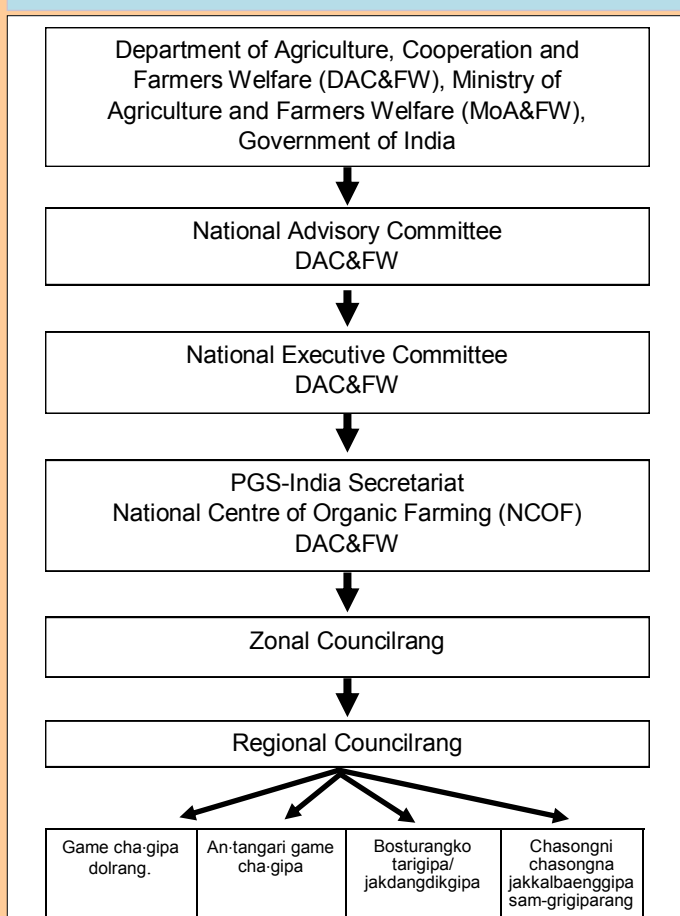 Department of Agriculture, Cooperation and
Farmers Welfare (DAC&FW), Ministry of
Agriculture and Farmers Welfare (MoA&FW),
Government of India
National Advisory Committee
DAC&FW
National Executive Committee
DAC&FW
PGS-India Secretariat
National Centre of Organic Farming (NCOF)
DAC&FW
Zonal Councilrang
Regional Councilrang
Game cha·gipa
dolrang.
An·tangari game
cha·gipa
Bosturangko
tarigipa/
jakdangdikgipa
Chasongni
chasongna
jakkalbaenggipa
sam-grigiparang